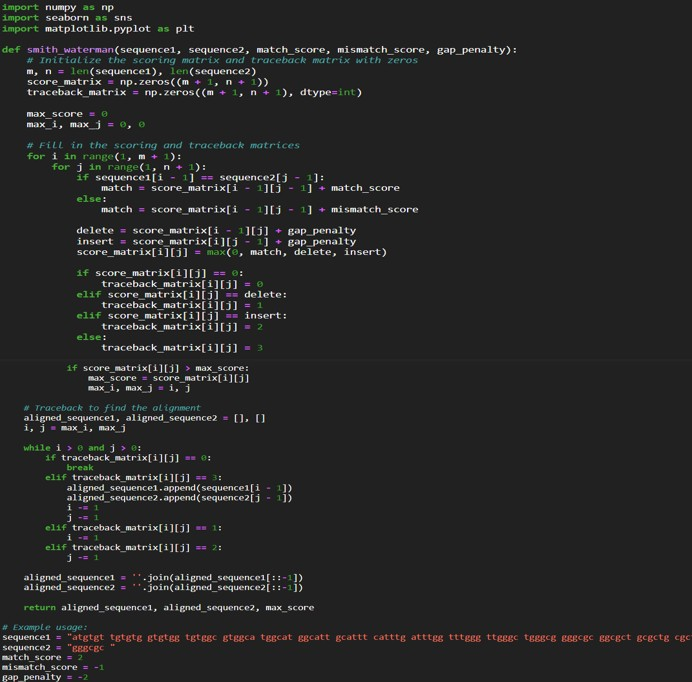 import numpy as np
import seaborn as sns
import matplotlib.pyplot as plt

def smith_waterman(sequence1, sequence2, match_score, mismatch_score, gap_penalty):
    # Initialize the scoring matrix and traceback matrix with zeros
    m, n = len(sequence1), len(sequence2)
    score_matrix = np.zeros((m + 1, n + 1))
    traceback_matrix = np.zeros((m + 1, n + 1), dtype=int)

    max_score = 0
    max_i, max_j = 0, 0

    # Fill in the scoring and traceback matrices
    for i in range(1, m + 1):
        for j in range(1, n + 1):
            if sequence1[i - 1] == sequence2[j - 1]:
                match = score_matrix[i - 1][j - 1] + match_score
            else:
                match = score_matrix[i - 1][j - 1] + mismatch_score

            delete = score_matrix[i - 1][j] + gap_penalty
            insert = score_matrix[i][j - 1] + gap_penalty
            score_matrix[i][j] = max(0, match, delete, insert)

            if score_matrix[i][j] == 0:
                traceback_matrix[i][j] = 0
            elif score_matrix[i][j] == delete:
                traceback_matrix[i][j] = 1
            elif score_matrix[i][j] == insert:
                traceback_matrix[i][j] = 2
            else:
                traceback_matrix[i][j] = 3

            if score_matrix[i][j] > max_score:
                max_score = score_matrix[i][j]
                max_i, max_j = i, j

    # Traceback to find the alignment
    aligned_sequence1, aligned_sequence2 = [], []
    i, j = max_i, max_j

    while i > 0 and j > 0:
        if traceback_matrix[i][j] == 0:
            break
        elif traceback_matrix[i][j] == 3:
            aligned_sequence1.append(sequence1[i - 1])
            aligned_sequence2.append(sequence2[j - 1])
            i -= 1
            j -= 1
        elif traceback_matrix[i][j] == 1:
            i -= 1
        elif traceback_matrix[i][j] == 2:
            j -= 1

    aligned_sequence1 = ''.join(aligned_sequence1[::-1])
    aligned_sequence2 = ''.join(aligned_sequence2[::-1])

    return aligned_sequence1, aligned_sequence2, max_score

# Example usage:
sequence1 = "atgtgt tgtgtg gtgtgg tgtggc gtggca tggcat ggcatt gcattt catttg atttgg tttggg ttgggc tgggcg gggcgc ggcgct gcgctg cgc
sequence2 = "gggcgc "
match_score = 2
mismatch_score = -1
gap_penalty = -2